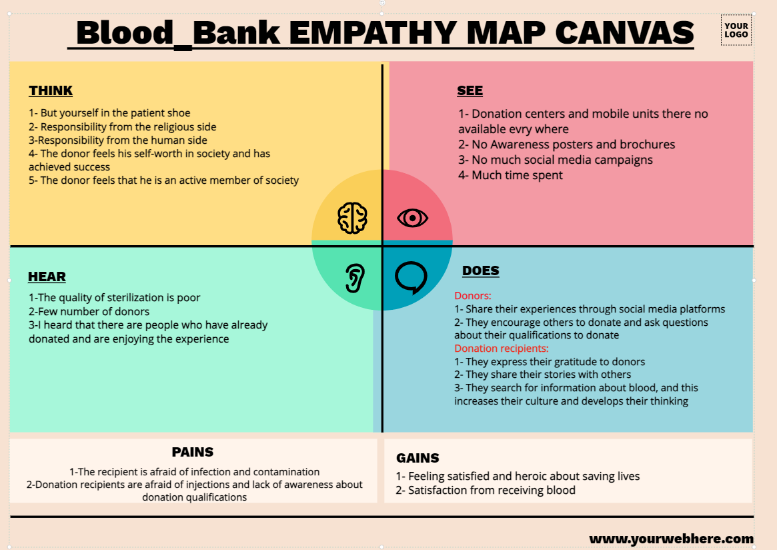 Blood_Bank EMPATHY MAP CANVAS
YOUR
LOGO
THINK
1- But yourself in the patient shoe
2- Responsibility from the religious side
3-Responsibility from the human side
4- The donor feels his self-worth in society and has
achieved success
5- The donor feels that he is an active member of society
SEE
1- Donation centers and mobile units there no
available evry where
2- No Awareness posters and brochures
3- No much social media campaigns
4- Much time spent
HEAR
1-The quality of sterilization is poor
2-Few number of donors
3-I heard that there are people who have already
donated and are enjoying the experience
DOES
Donors:
1- Share their experiences through social media platforms
2- They encourage others to donate and ask questions
about their qualifications to donate
Donation recipients:
1- They express their gratitude to donors
2- They share their stories with others
3- They search for information about blood, and this
increases their culture and develops their thinking
PAINS
1-The recipient is afraid of infection and contamination
2-Donation recipients are afraid of injections and lack of awareness about
donation qualifications
GAINS
1- Feeling satisfied and heroic about saving lives
2- Satisfaction from receiving blood
www.yourwebhere.com